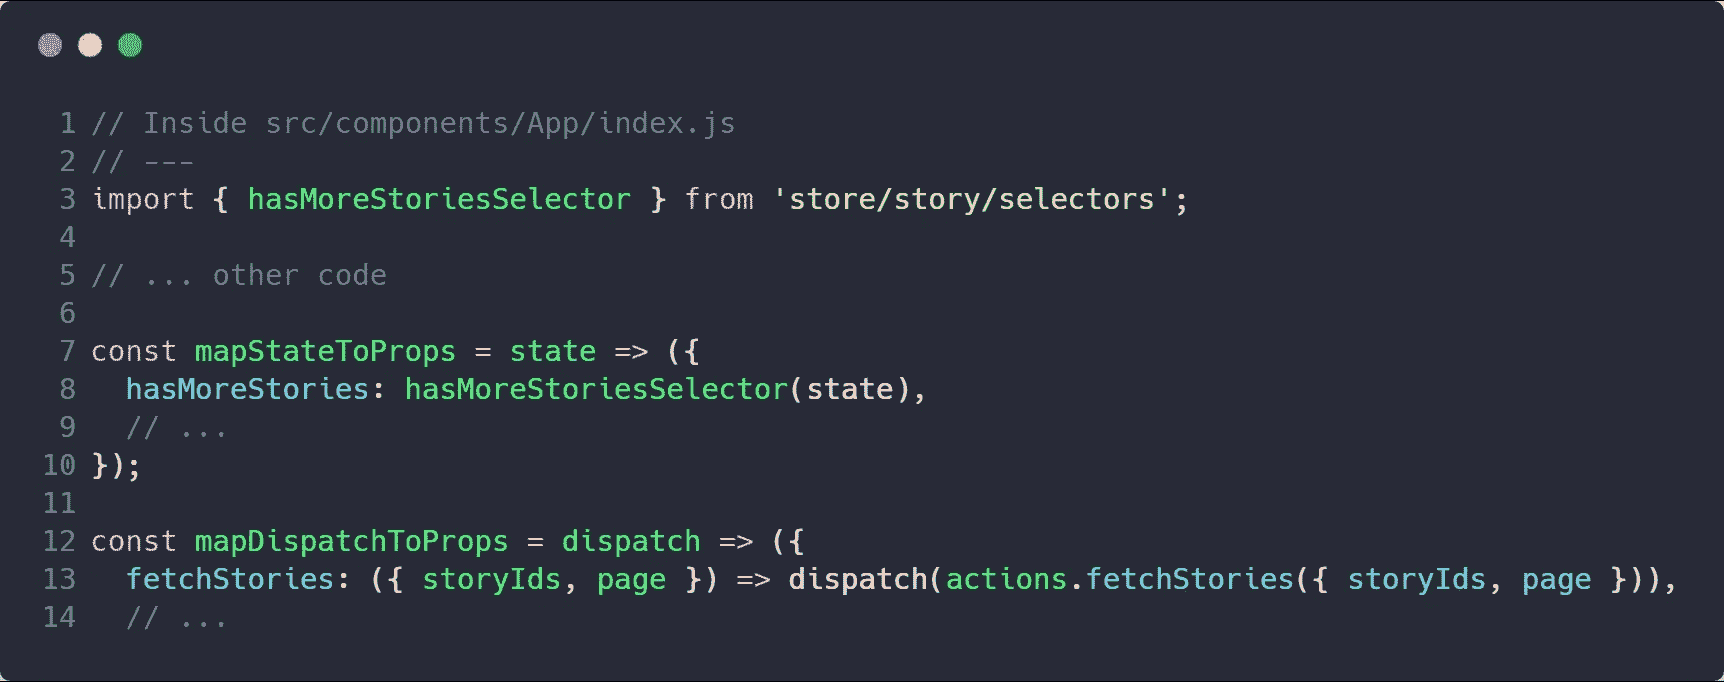 1 // Inside src/components/App/index.js
2 // ---
3 import { hasMoreStoriesSelector } from 'store/story/selectors';
4
5 // ... other code
6
7 const mapStateToProps = state => ({
8   hasMoreStories: hasMoreStoriesSelector(state),
9   // ...
10 });
11
12 const mapDispatchToProps = dispatch => ({
13   fetchStories: ({ storyIds, page }) => dispatch(actions.fetchStories({ storyIds, page })),
14   // ...